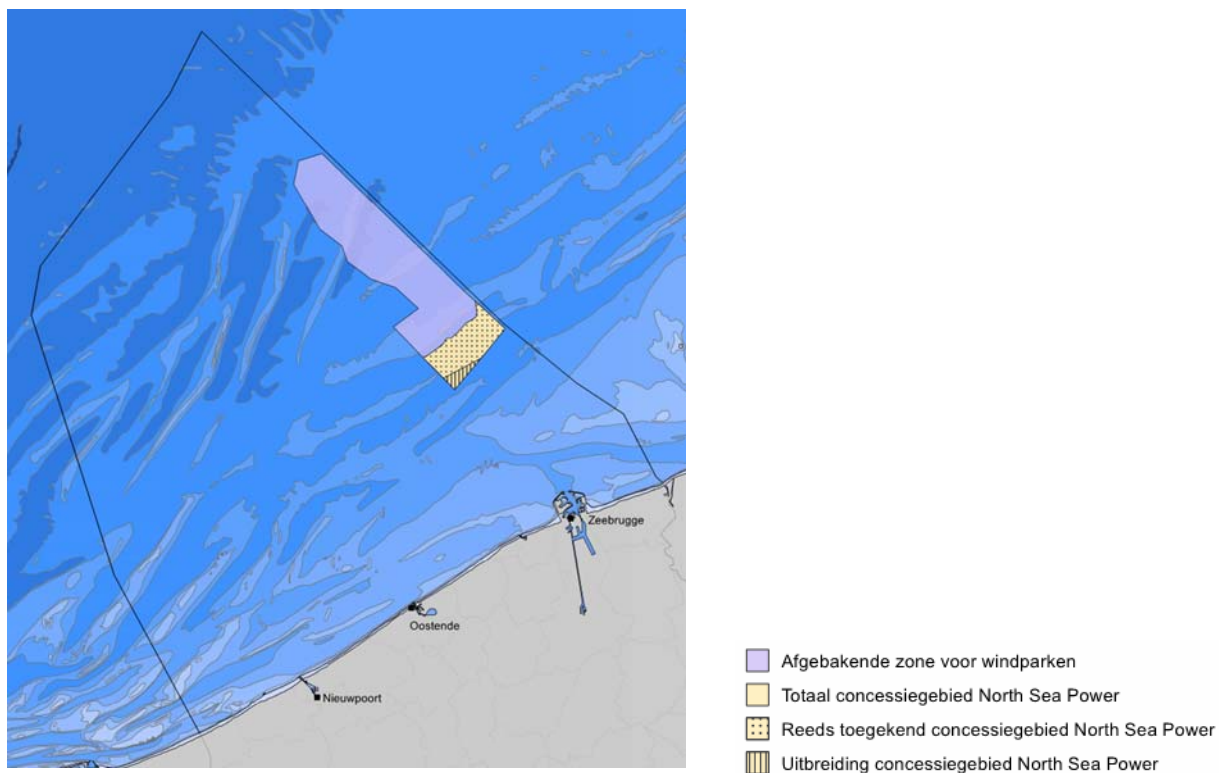 Zeebrugge
Oostende
Nieuwpoort
Afgebakende zone voor windparken
Totaal concessiegebied North Sea Power
Reeds toegekend concessiegebied North Sea Power
Uitbreiding concessiegebied North Sea Power